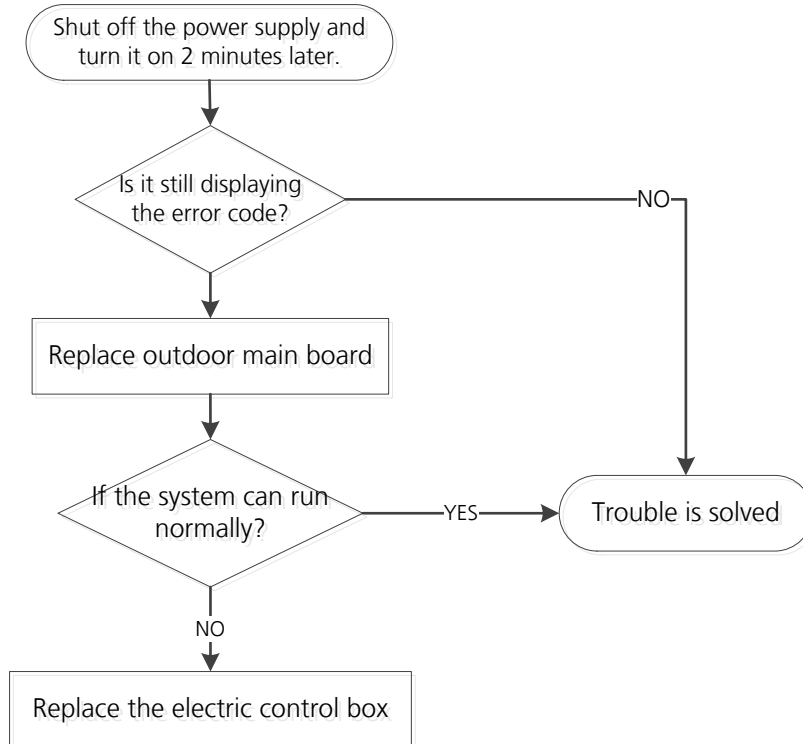 Shut off the power supply and
turn it on 2 minutes later.
Is it still displaying
the error code?
NO
Replace outdoor main board
If the system can run
normally?
YES
Trouble is solved
NO
Replace the electric control box